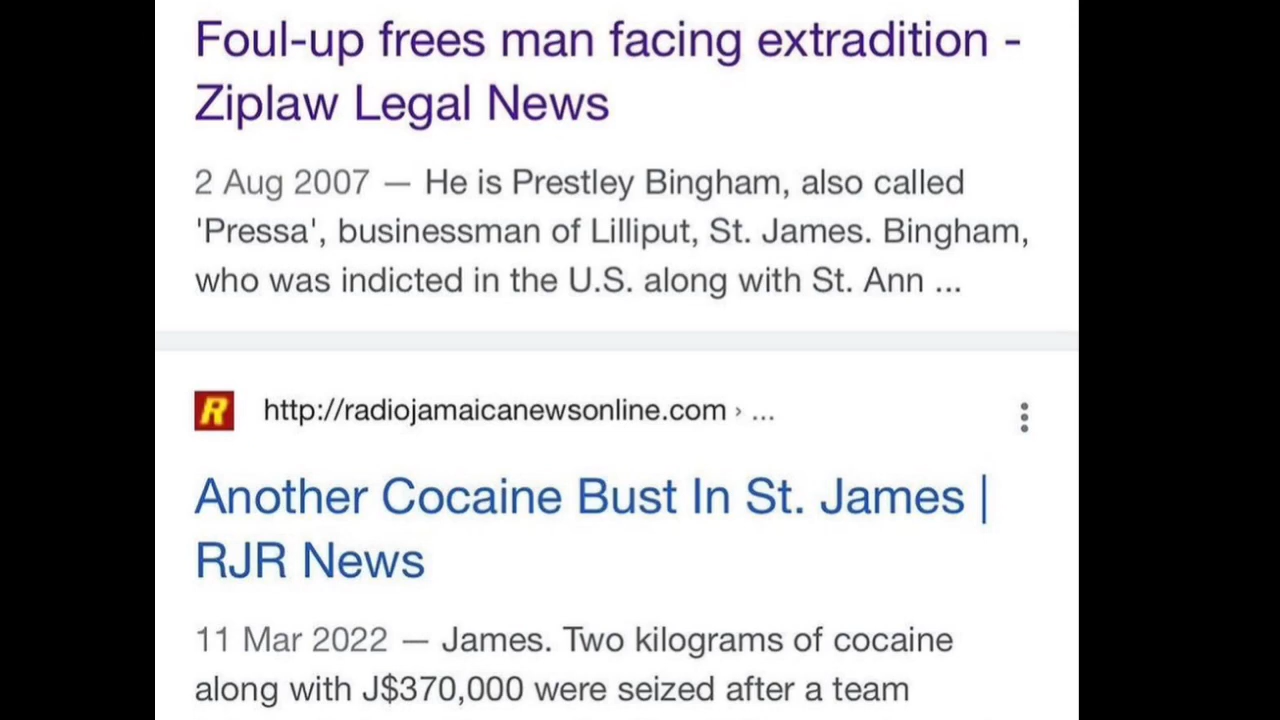 Foul-up frees man facing extradition -
Ziplaw Legal News
2 Aug 2007 — He is Prestley Bingham, also called
'Pressa', businessman of Lilliput, St. James. Bingham,
who was indicted in the U.S. along with St. Ann ...
R
http://radiojamaicanewsonline.com › ...
Another Cocaine Bust In St. James |
RJR News
11 Mar 2022 — James. Two kilograms of cocaine
along with J$370,000 were seized after a team